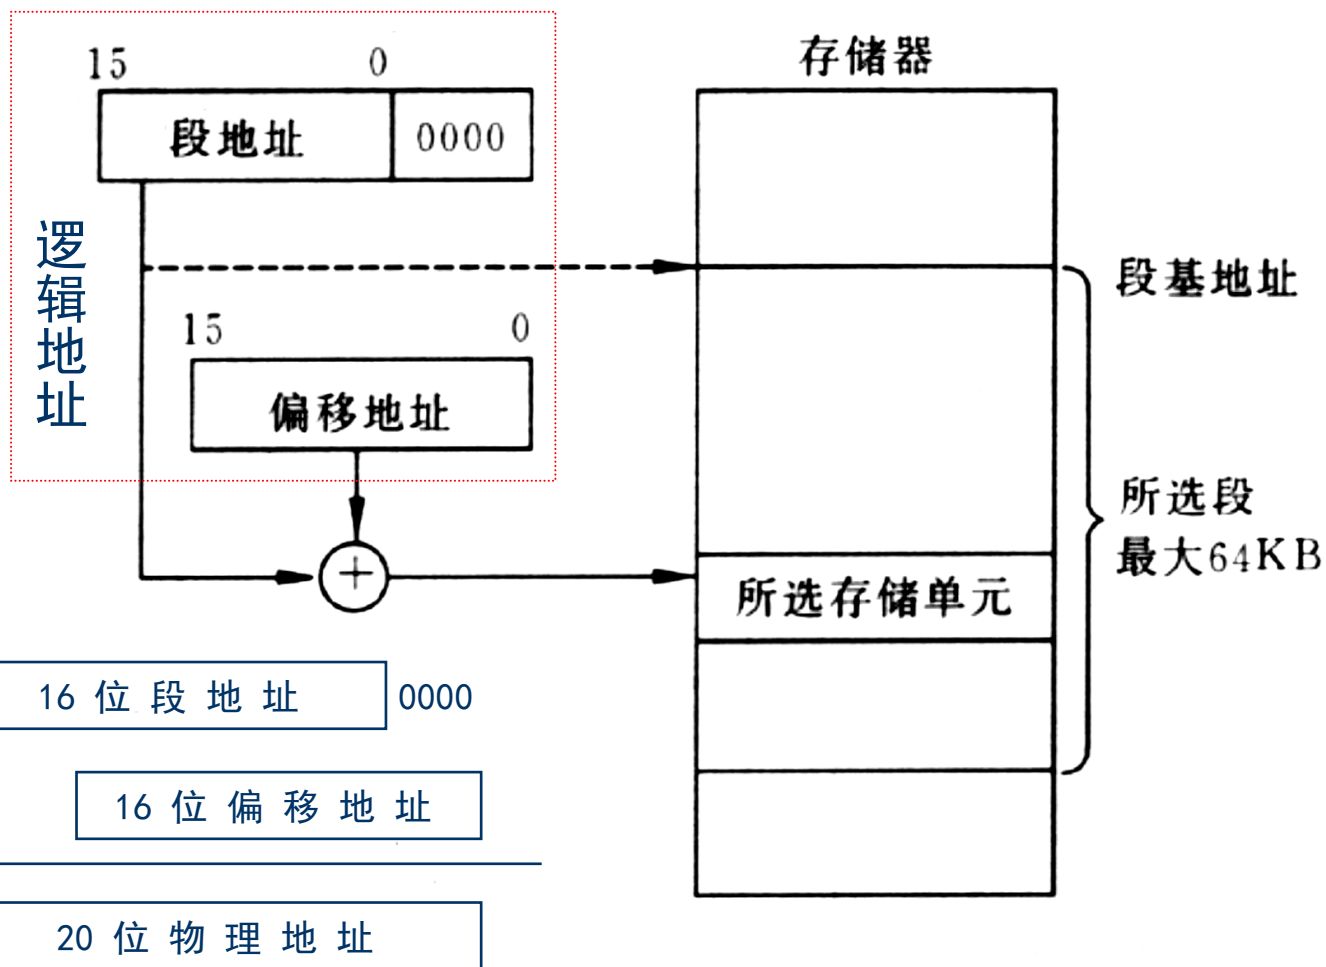 15 0
存储器
段地址 0000
逻辑地址
段基地址
15 0
偏移地址
所选段
最大64KB
+
所选存储单元
16 位 段 地 址 0000
16 位 偏 移 地 址
20 位 物 理 地 址